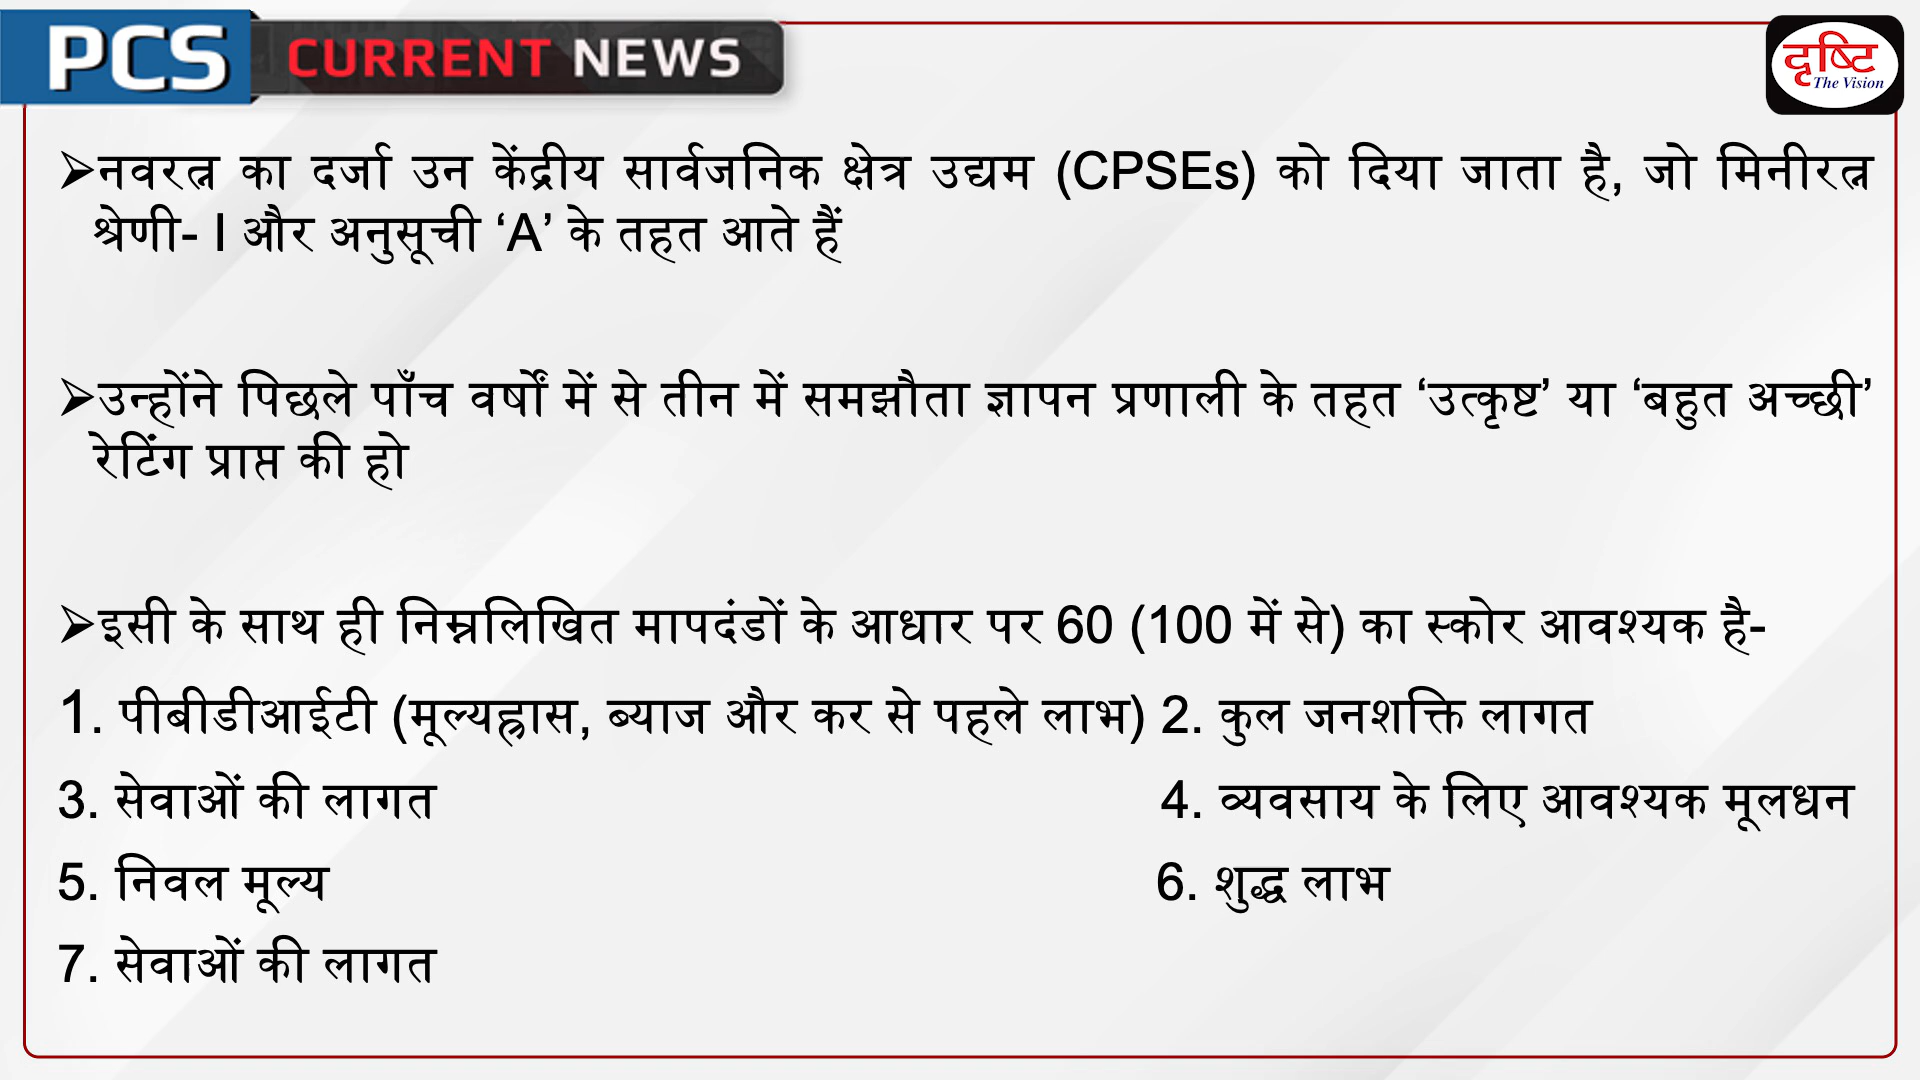 PCS CURRENT NEWS
दृष्टि
The Vision
➢नवरत्न का दर्जा उन केंद्रीय सार्वजनिक क्षेत्र उद्यम (CPSEs) को दिया जाता है, जो मिनीरत्न
श्रेणी- I और अनुसूची ‘A’ के तहत आते हैं
➢उन्होंने पिछले पाँच वर्षों में से तीन में समझौता ज्ञापन प्रणाली के तहत ‘उत्कृष्ट’ या ‘बहुत अच्छी’
रेटिंग प्राप्त की हो
➢इसी के साथ ही निम्नलिखित मापदंडों के आधार पर 60 (100 में से) का स्कोर आवश्यक है-
1. पीबीडीआईटी (मूल्यह्रास, ब्याज और कर से पहले लाभ) 2. कुल जनशक्ति लागत
3. सेवाओं की लागत 4. व्यवसाय के लिए आवश्यक मूलधन
5. निवल मूल्य 6. शुद्ध लाभ
7. सेवाओं की लागत